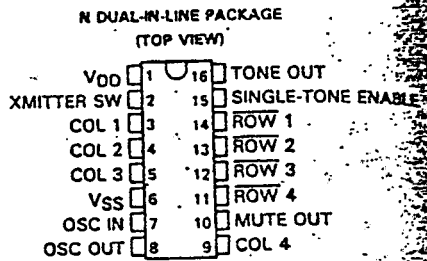 N DUAL-IN-LINE PACKAGE
(TOP VIEW)
VDD 1 16 TONE OUT
XMITTER SW 2 15 SINGLE-TONE ENABLE
COL 1 3 14 ROW 1
COL 2 4 13 ROW 2
COL 3 5 12 ROW 3
VSS 6 11 ROW 4
OSC IN 7 10 MUTE OUT
OSC OUT 8 9 COL 4